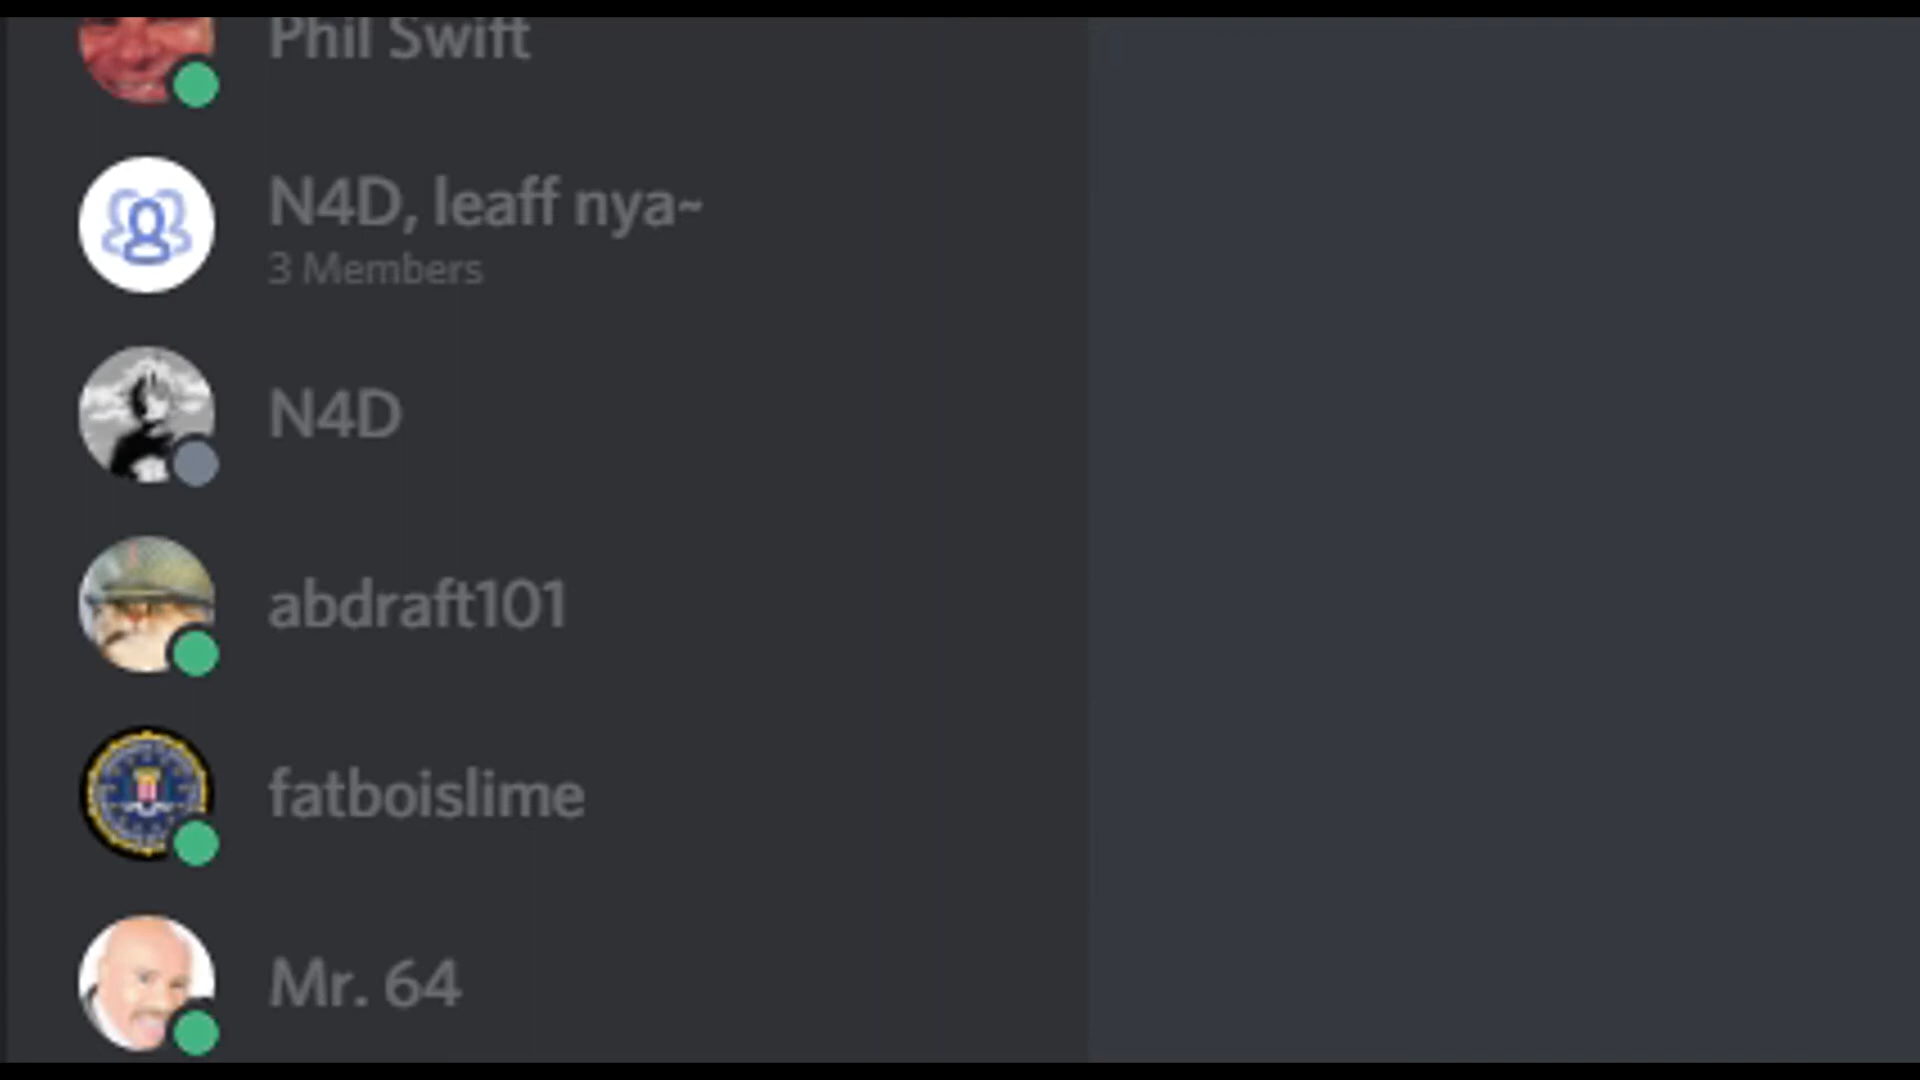 Phil Swift
N4D, leaff nya~
3 Members
N4D
abdraft101
fatboislime
Mr. 64